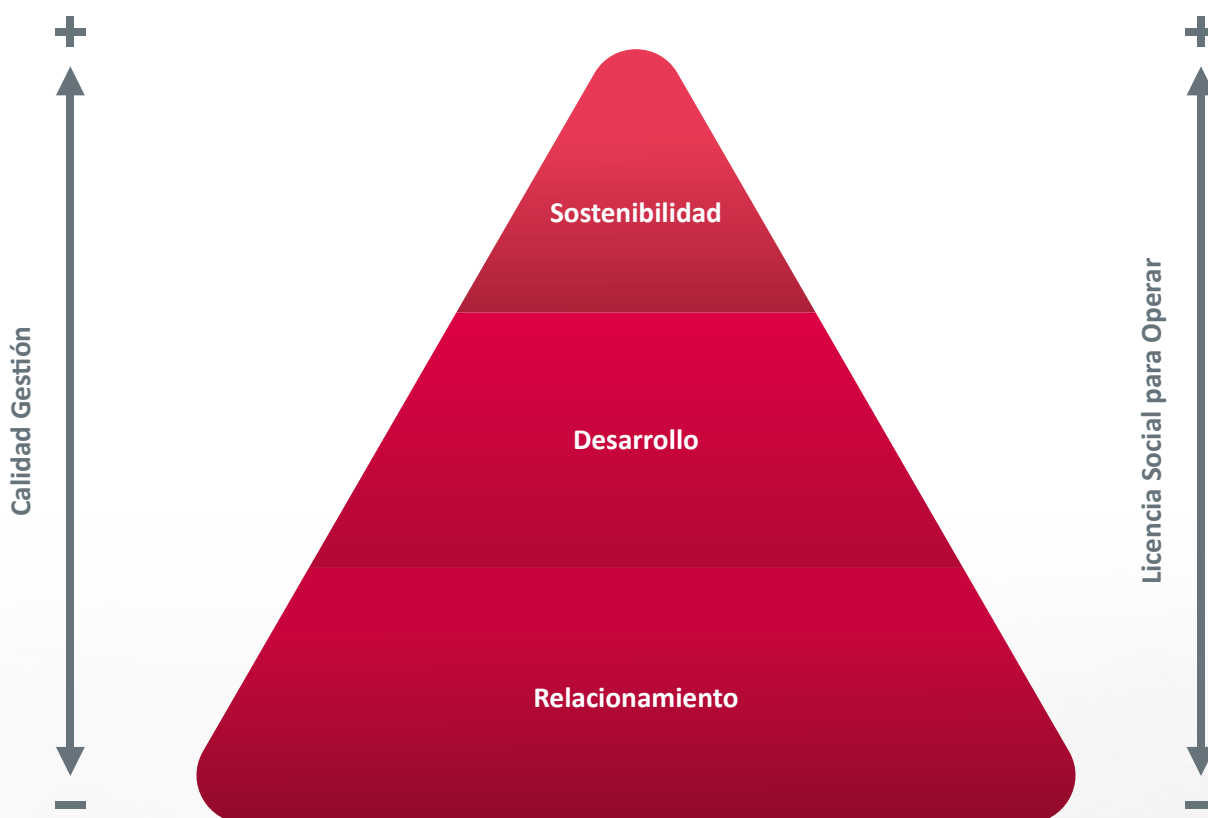 +
+
Sostenibilidad
Calidad Gestión
Desarrollo
Licencia Social para Operar
Relacionamiento
−
−